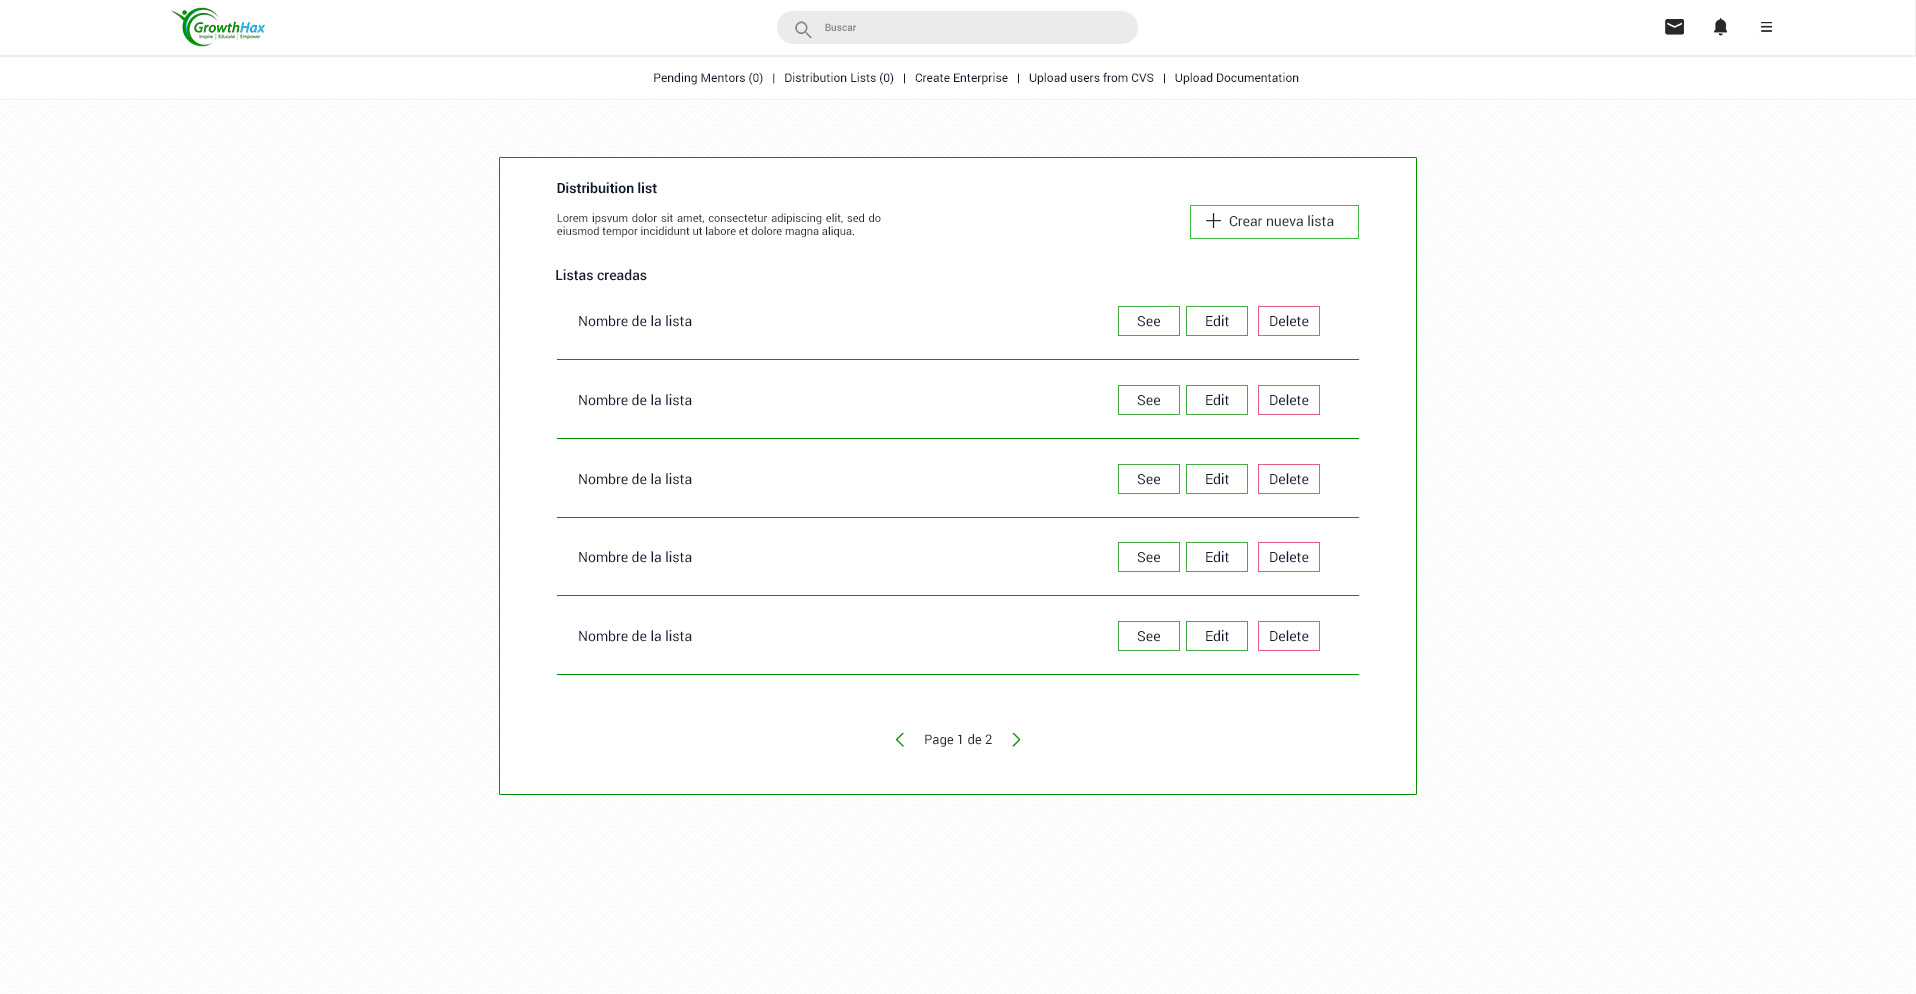 GrowthHax
Inspire | Educate | Empower
Buscar
Pending Mentors (0) | Distribution Lists (0) | Create Enterprise | Upload users from CVS | Upload Documentation
Distribuition list
Lorem ipsvum dolor sit amet, consectetur adipiscing elit, sed do
eiusmod tempor incididunt ut labore et dolore magna aliqua.
Crear nueva lista
Listas creadas
Nombre de la lista See Edit Delete
Nombre de la lista See Edit Delete
Nombre de la lista See Edit Delete
Nombre de la lista See Edit Delete
Nombre de la lista See Edit Delete
Page 1 de 2